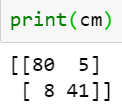 print(cm)
[[80  5]
 [ 8 41]]